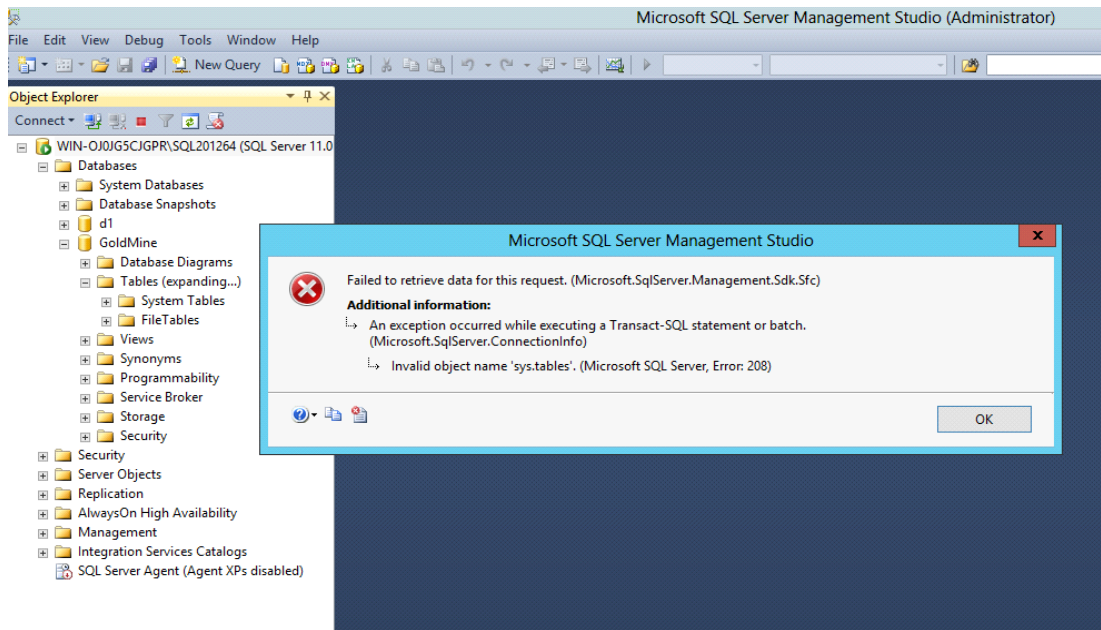 Microsoft SQL Server Management Studio (Administrator)
File Edit View Debug Tools Window Help
New Query
Object Explorer
Connect
WIN-OJ0JG5CJGPR\SQL201264 (SQL Server 11.0
Databases
System Databases
Database Snapshots
d1
GoldMine
Database Diagrams
Tables (expanding...)
System Tables
FileTables
Views
Synonyms
Programmability
Service Broker
Storage
Security
Security
Server Objects
Replication
AlwaysOn High Availability
Management
Integration Services Catalogs
SQL Server Agent (Agent XPs disabled)
Microsoft SQL Server Management Studio
x
Failed to retrieve data for this request. (Microsoft.SqlServer.Management.Sdk.Sfc)
Additional information:
An exception occurred while executing a Transact-SQL statement or batch.
(Microsoft.SqlServer.ConnectionInfo)
Invalid object name 'sys.tables'. (Microsoft SQL Server, Error: 208)
OK